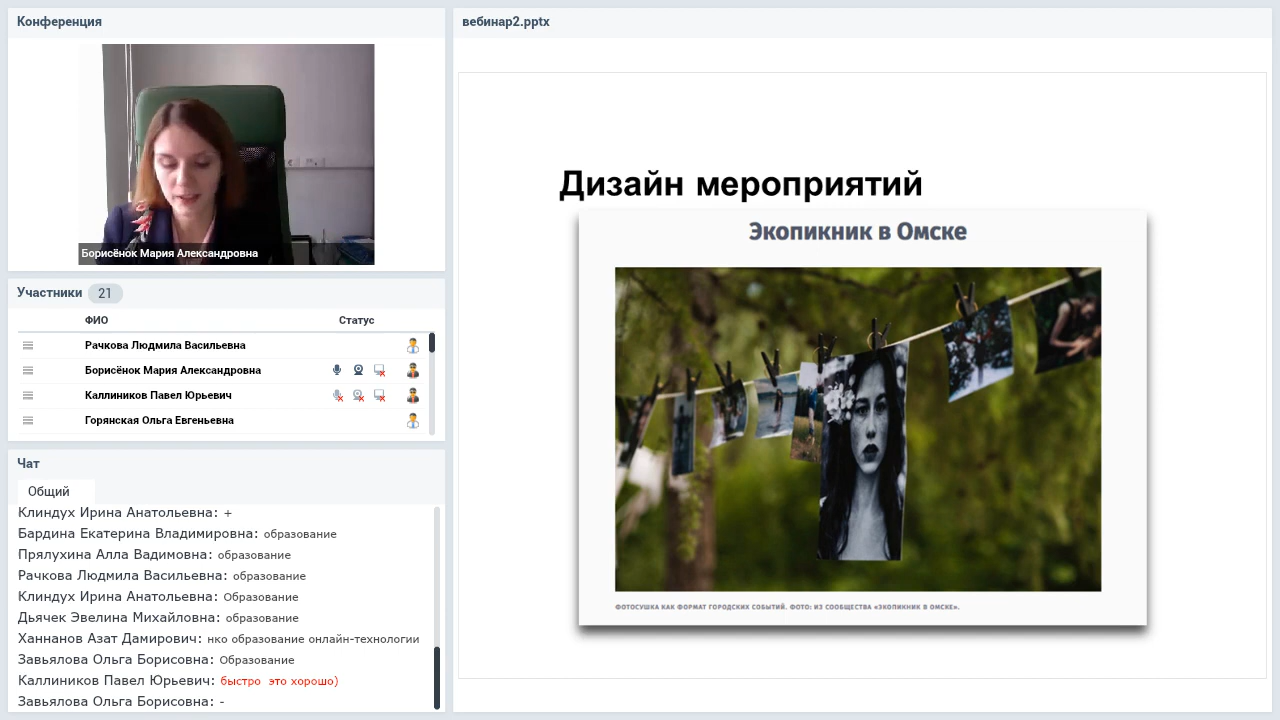 Конференция
Борисёнок Мария Александровна
Участники 21
ФИО Статус
Рачкова Людмила Васильевна
Борисёнок Мария Александровна
Каллиников Павел Юрьевич
Горянская Ольга Евгеньевна
Чат
Общий
Клиндух Ирина Анатольевна: +
Бардина Екатерина Владимировна: образование
Прялухина Алла Вадимовна: образование
Рачкова Людмила Васильевна: образование
Клиндух Ирина Анатольевна: Образование
Дьячек Эвелина Михайловна: образование
Ханнанов Азат Дамирович: нко образование онлайн-технологии
Завьялова Ольга Борисовна: Образование
Каллиников Павел Юрьевич: быстро  это хорошо)
Завьялова Ольга Борисовна: -
вебинар2.pptx
Дизайн мероприятий
Экопикник в Омске
ФОТОСУШКА КАК ФОРМАТ ГОРОДСКИХ СОБЫТИЙ. ФОТО: ИЗ СООБЩЕСТВА «ЭКОПИКНИК В ОМСКЕ».